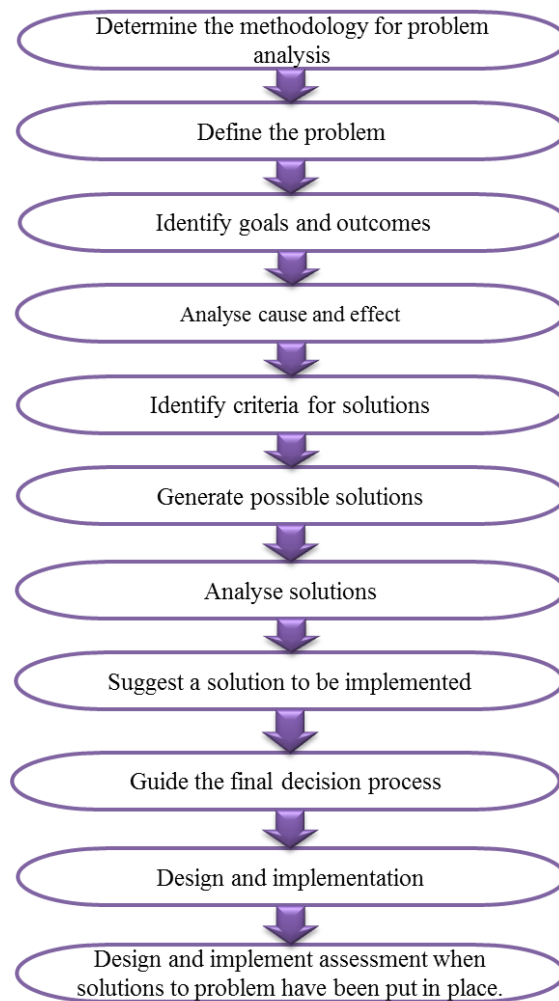 Determine the methodology for problem
analysis
Define the problem
Identify goals and outcomes
Analyse cause and effect
Identify criteria for solutions
Generate possible solutions
Analyse solutions
Suggest a solution to be implemented
Guide the final decision process
Design and implementation
Design and implement assessment when
solutions to problem have been put in place.